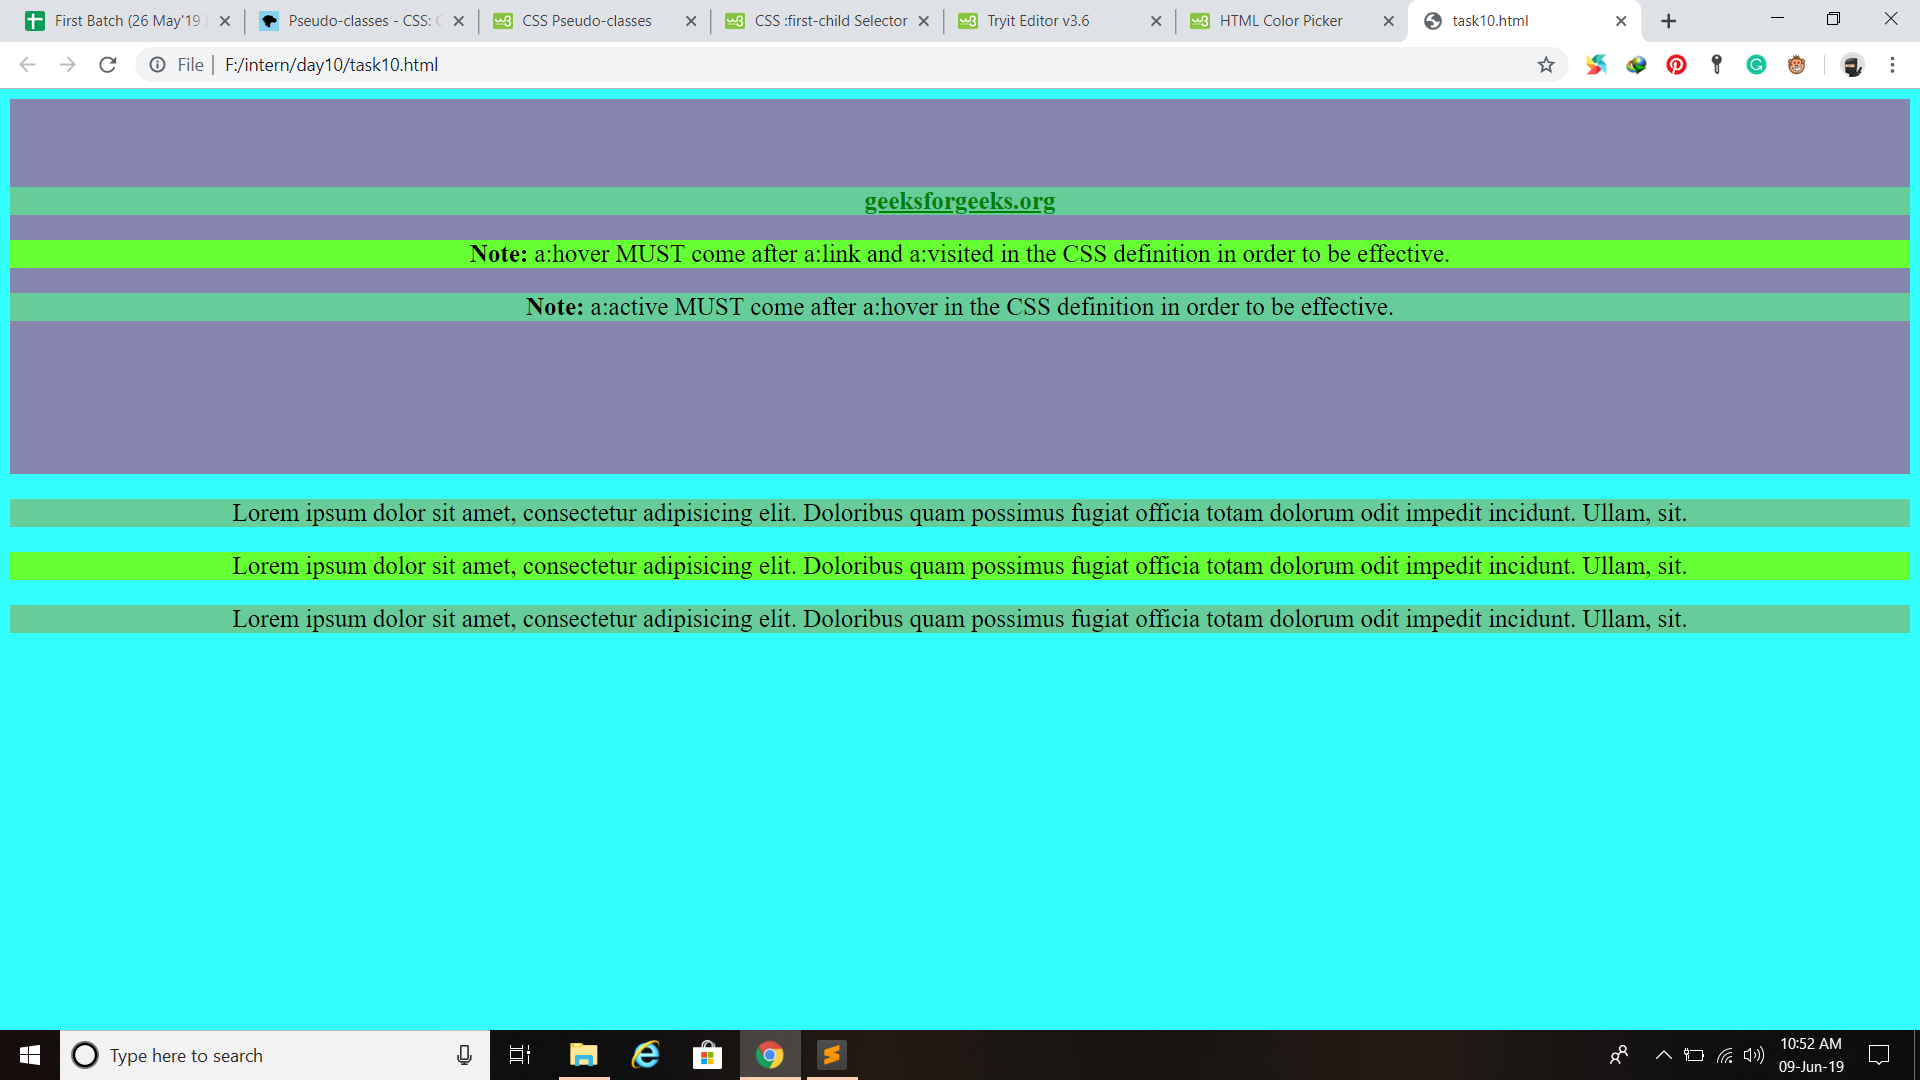 First Batch (26 May'19
Pseudo-classes - CSS:
CSS Pseudo-classes
CSS :first-child Selector
Tryit Editor v3.6
HTML Color Picker
task10.html
File | F:/intern/day10/task10.html
geeksforgeeks.org
Note: a:hover MUST come after a:link and a:visited in the CSS definition in order to be effective.
Note: a:active MUST come after a:hover in the CSS definition in order to be effective.
Lorem ipsum dolor sit amet, consectetur adipisicing elit. Doloribus quam possimus fugiat officia totam dolorum odit impedit incidunt. Ullam, sit.
Lorem ipsum dolor sit amet, consectetur adipisicing elit. Doloribus quam possimus fugiat officia totam dolorum odit impedit incidunt. Ullam, sit.
Lorem ipsum dolor sit amet, consectetur adipisicing elit. Doloribus quam possimus fugiat officia totam dolorum odit impedit incidunt. Ullam, sit.
Type here to search
10:52 AM
09-Jun-19